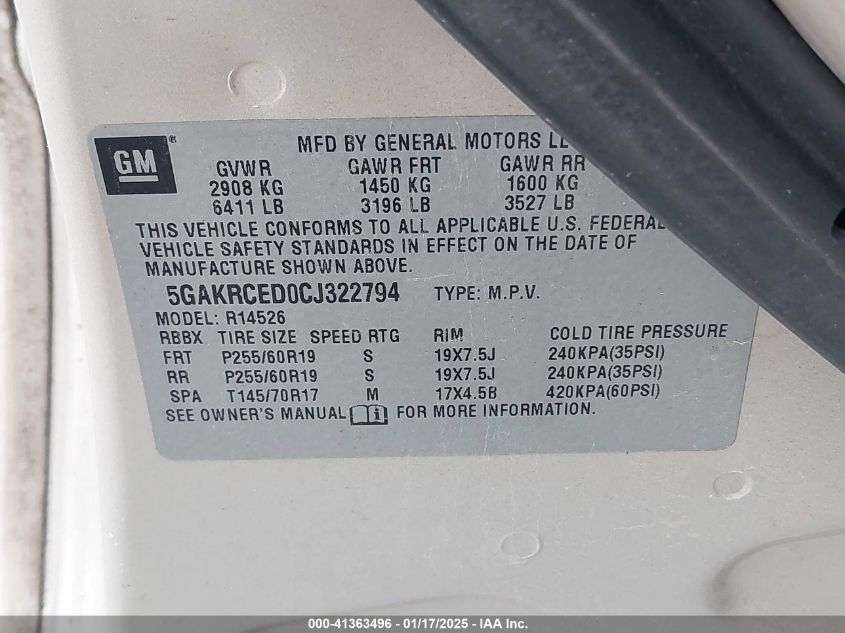 GM®
MFD BY GENERAL MOTORS
GVWR GAWR FRT GAWR RR
2908 KG 1450 KG 1600 KG
6411 LB 3196 LB 3527 LB
THIS VEHICLE CONFORMS TO ALL APPLICABLE U.S. FEDERAL
VEHICLE SAFETY STANDARDS IN EFFECT ON THE DATE OF
MANUFACTURE SHOWN ABOVE.
5GAKRCED0CJ322794 TYPE: M.P.V.
MODEL: R14526
RBBX TIRE SIZE SPEED RTG RIM COLD TIRE PRESSURE
FRT P255/60R19 S 19X7.5J 240KPA(35PSI)
RR P255/60R19 S 19X7.5J 240KPA(35PSI)
SPA T145/70R17 M 17X4.5B 420KPA(60PSI)
SEE OWNER'S MANUAL FOR MORE INFORMATION.
000-41363496 - 01/17/2025 - IAA Inc.